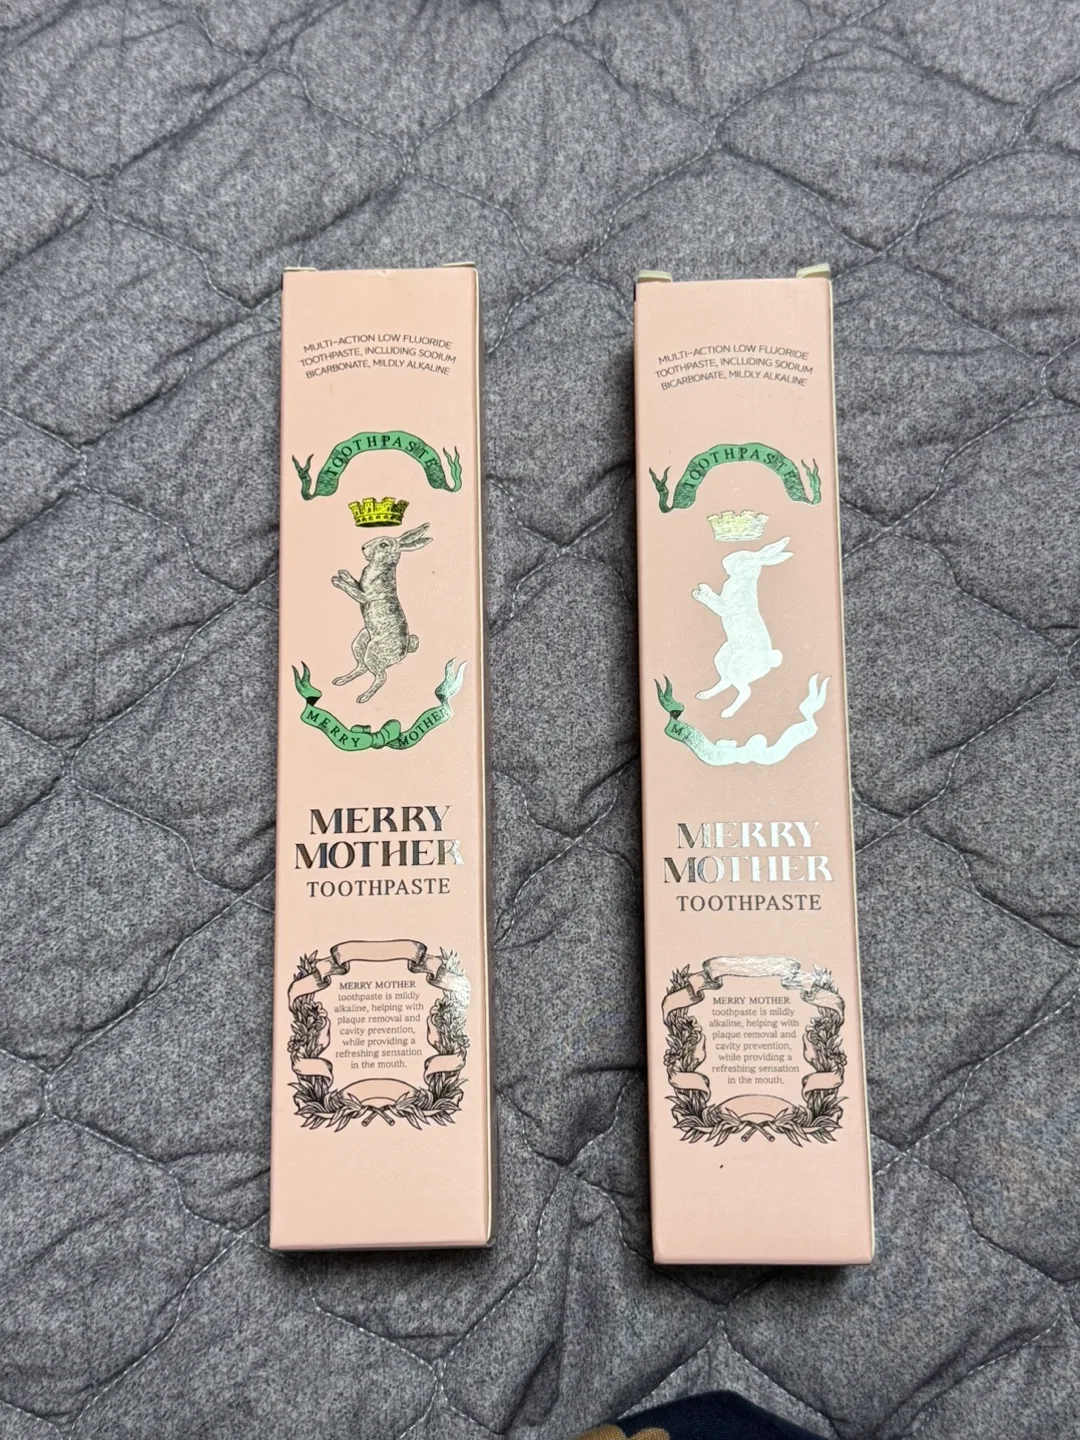 MULTI-ACTION LOW FLUORIDE
TOOTHPASTE, INCLUDING SODIUM
BICARBONATE, MILDLY ALKALINE
TOOTHPASTE
MERRY MOTHER
MERRY
MOTHER
TOOTHPASTE
MERRY MOTHER
toothpaste is mildly
alkaline, helping with
plaque removal and
cavity prevention,
while providing a
refreshing sensation
in the mouth.
MULTI-ACTION LOW FLUORIDE
TOOTHPASTE, INCLUDING SODIUM
BICARBONATE, MILDLY ALKALINE
TOOTHPASTE
MERRY
MOTHER
TOOTHPASTE
MERRY MOTHER
toothpaste is mildly
alkaline, helping with
plaque removal and
cavity prevention,
while providing a
refreshing sensation
in the mouth.